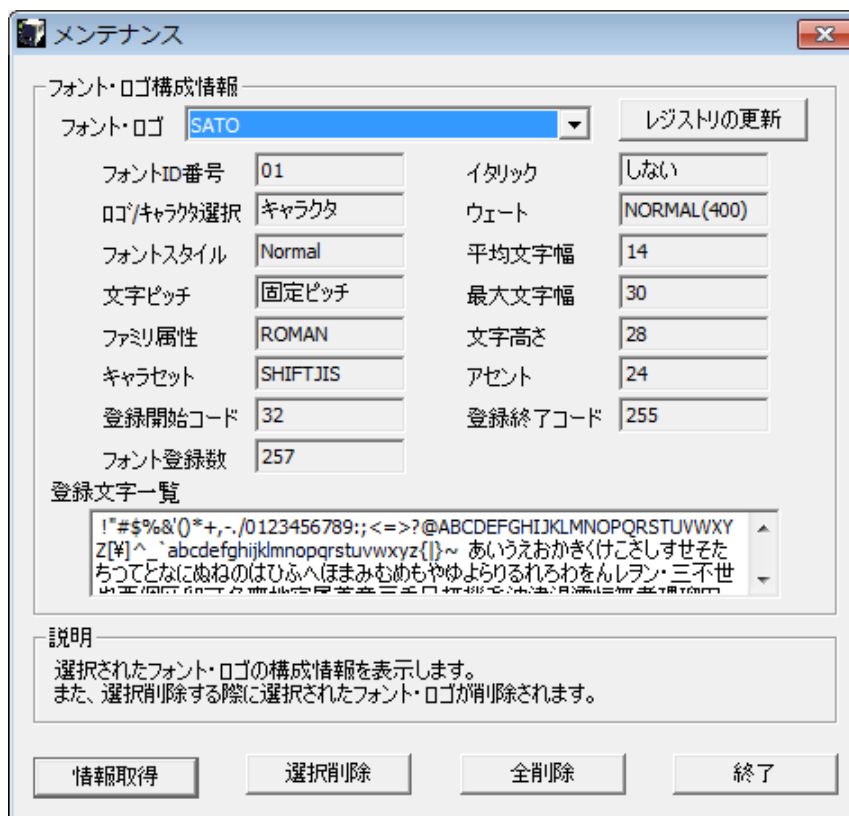 メンテナンス
フォント・ロゴ構成情報
フォント・ロゴ SATO レジストリの更新
フォントID番号 01 イタリック しない
ロゴ/キャラクタ選択 キャラクタ ウェート NORMAL(400)
フォントスタイル Normal 平均文字幅 14
文字ピッチ 固定ピッチ 最大文字幅 30
ファミリ属性 ROMAN 文字高さ 28
キャラセット SHIFTJIS アセント 24
登録開始コード 32 登録終了コード 255
フォント登録数 257
登録文字一覧
!"#$%&'()*+,-./0123456789:;<=>?@ABCDEFGHIJKLMNOPQRSTUVWXY
Z[¥]^_`abcdefghijklmnopqrstuvwxyz{|}~ あいうえおかきくけこさしすせそた
ちつてとなにぬねのはひふへほまみむめもやゆよらりるれろわをんレヲン・三不世
説明
選択されたフォント・ロゴの構成情報を表示します。
また、選択削除する際に選択されたフォント・ロゴが削除されます。
情報取得 選択削除 全削除 終了